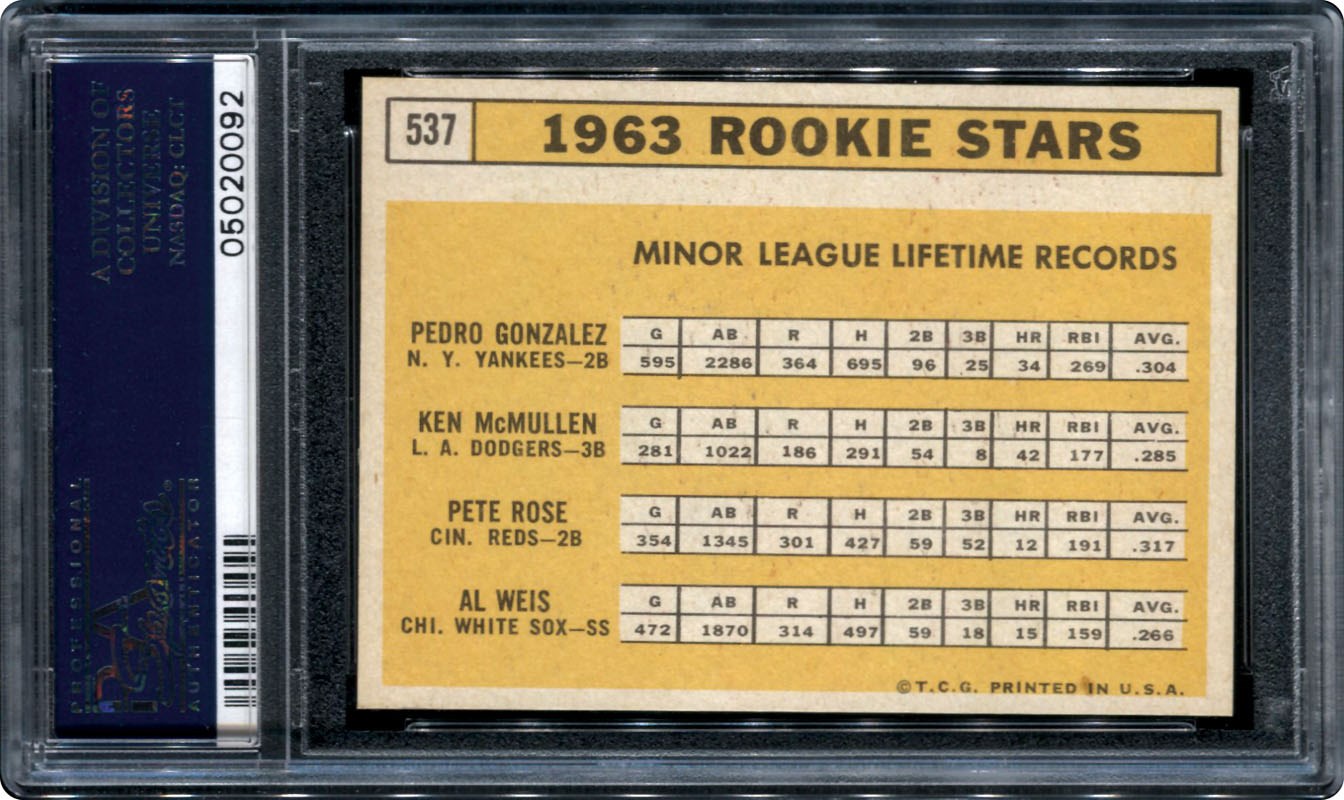 A DIVISION OF
COLLECTORS
UNIVERSE
NASDAQ: CLCT
05020092
PROFESSIONAL
PSA
AUTHENTICATOR
537 1963 ROOKIE STARS
MINOR LEAGUE LIFETIME RECORDS
PEDRO GONZALEZ G AB R H 2B 3B HR RBI AVG.
N. Y. YANKEES—2B 595 2286 364 695 96 25 34 269 .304
KEN McMULLEN G AB R H 2B 3B HR RBI AVG.
L. A. DODGERS—3B 281 1022 186 291 54 8 42 177 .285
PETE ROSE G AB R H 2B 3B HR RBI AVG.
CIN. REDS—2B 354 1345 301 427 59 52 12 191 .317
AL WEIS G AB R H 2B 3B HR RBI AVG.
CHI. WHITE SOX—SS 472 1870 314 497 59 18 15 159 .266
©T.C.G. PRINTED IN U.S.A.